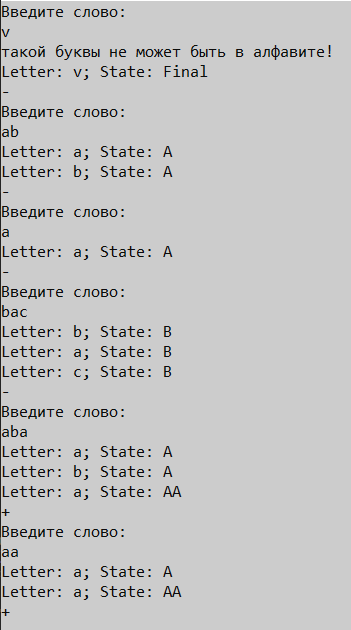 Введите слово:
v
такой буквы не может быть в алфавите!
Letter: v; State: Final
-
Введите слово:
ab
Letter: a; State: A
Letter: b; State: A
-
Введите слово:
a
Letter: a; State: A
-
Введите слово:
bac
Letter: b; State: B
Letter: a; State: B
Letter: c; State: B
-
Введите слово:
aba
Letter: a; State: A
Letter: b; State: A
Letter: a; State: AA
+
Введите слово:
aa
Letter: a; State: A
Letter: a; State: AA
+